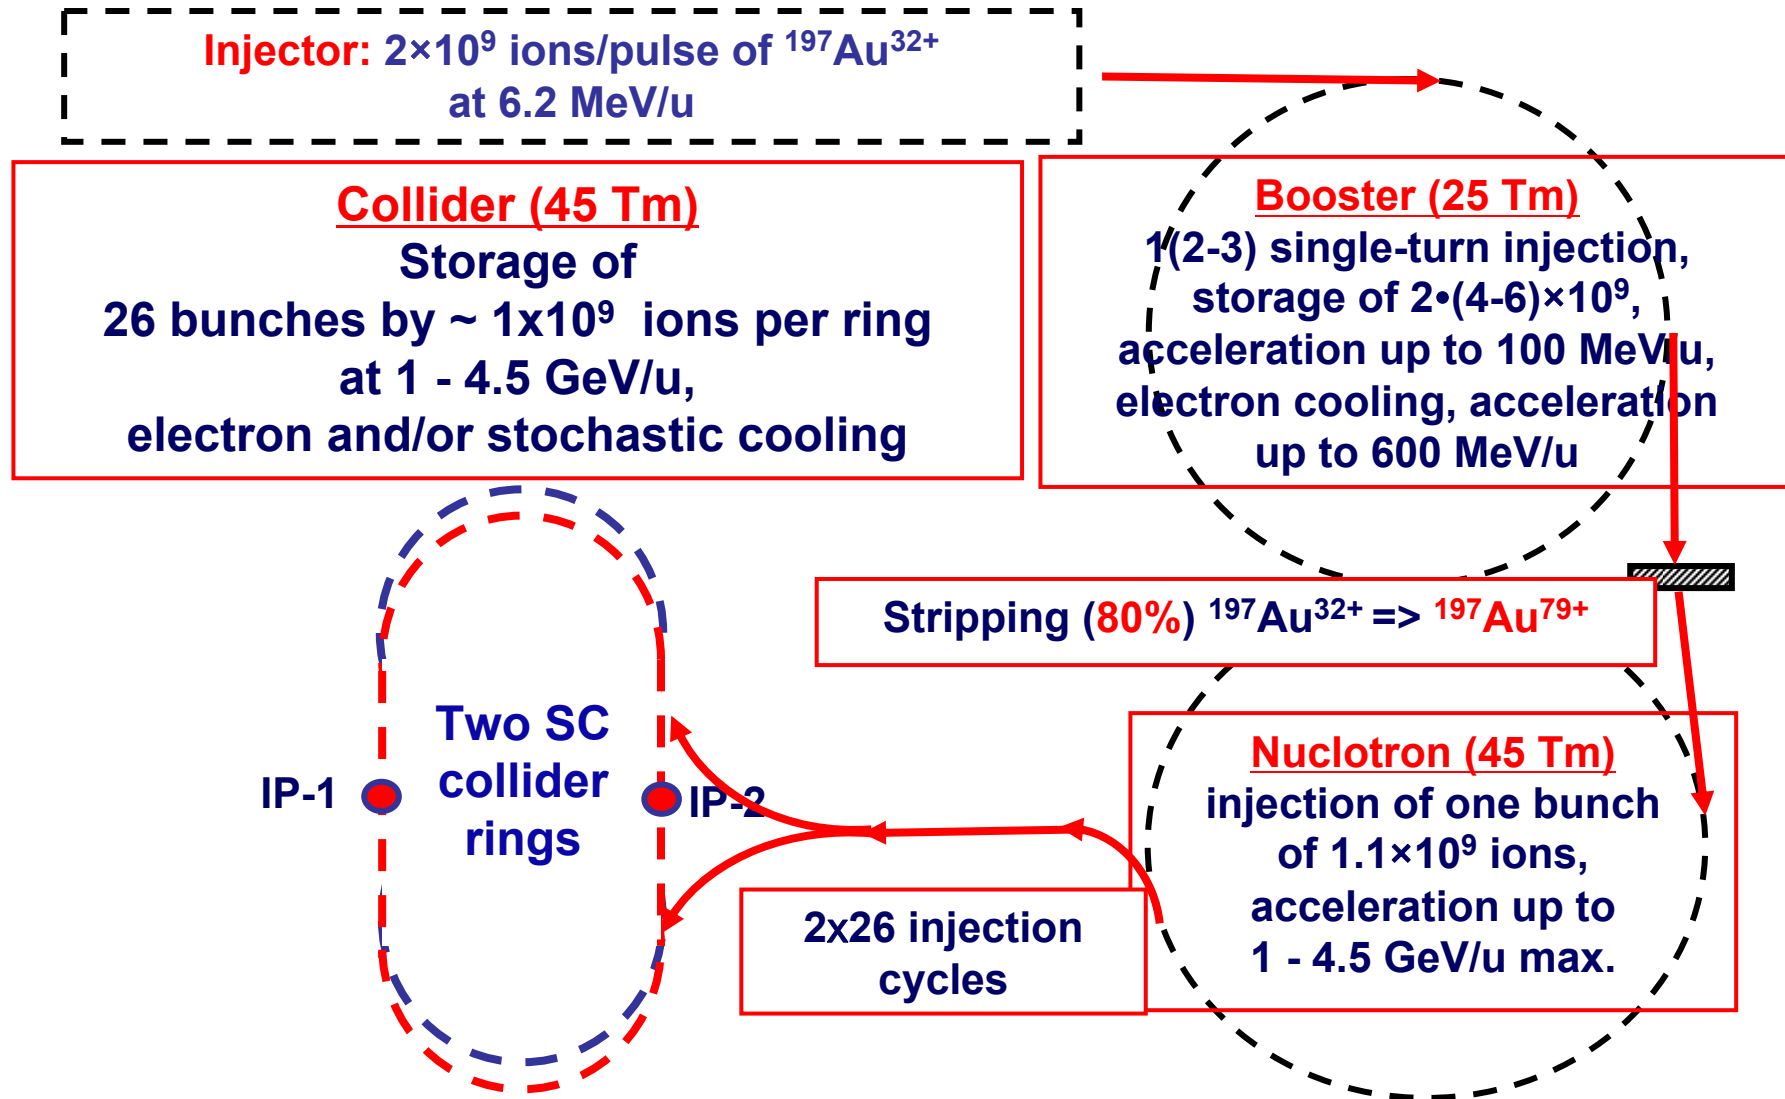 Injector: 2×10⁹ ions/pulse of ¹⁹⁷Au³²⁺
at 6.2 MeV/u
Collider (45 Tm)
Storage of
26 bunches by ~ 1x10⁹ ions per ring
at 1 - 4.5 GeV/u,
electron and/or stochastic cooling
Booster (25 Tm)
1(2-3) single-turn injection,
storage of 2•(4-6)×10⁹,
acceleration up to 100 MeV/u,
electron cooling, acceleration
up to 600 MeV/u
Stripping (80%) ¹⁹⁷Au³²⁺ => ¹⁹⁷Au⁷⁹⁺
Two SC
collider
rings
IP-1
IP-2
Nuclotron (45 Tm)
injection of one bunch
of 1.1×10⁹ ions,
acceleration up to
1 - 4.5 GeV/u max.
2x26 injection
cycles